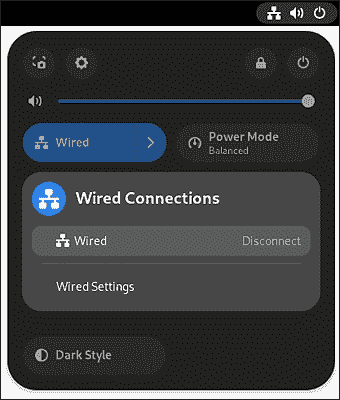 Wired
Power Mode
Balanced
Wired Connections
Wired
Disconnect
Wired Settings
Dark Style